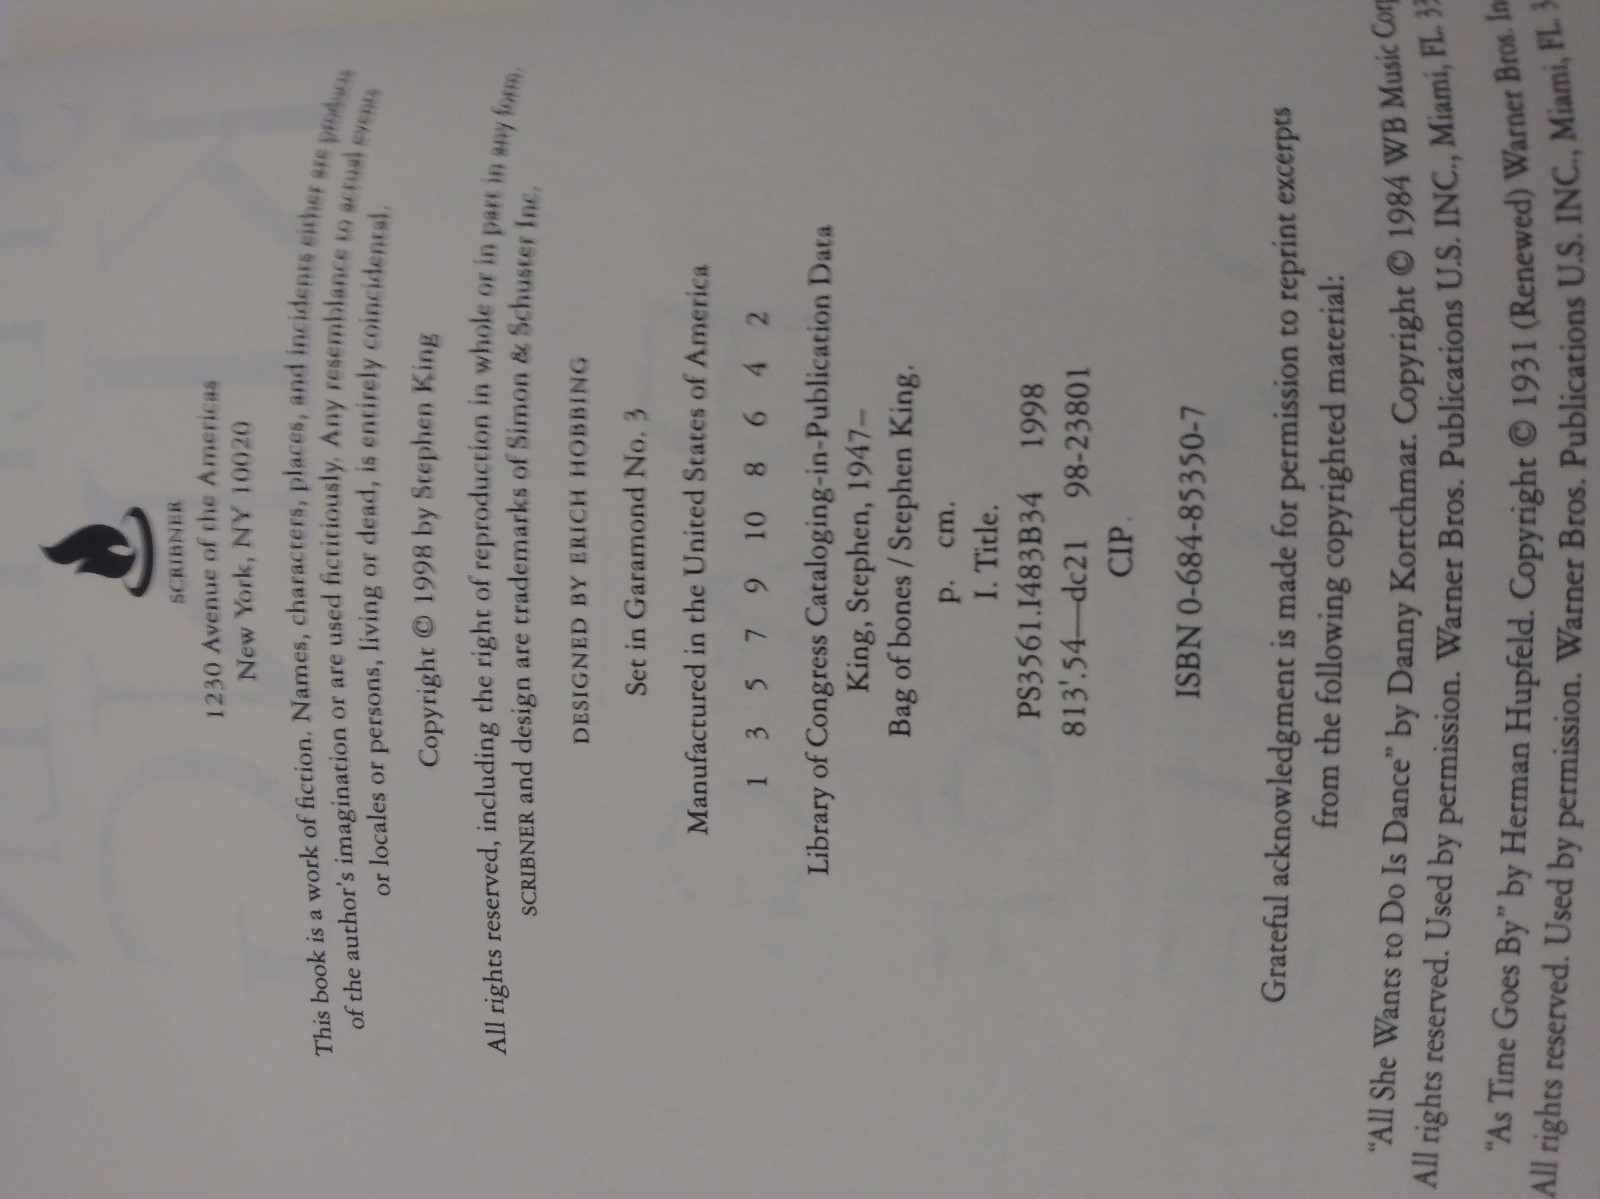 SCRIBNER
1230 Avenue of the Americas
New York, NY 10020
This book is a work of fiction. Names, characters, places, and incidents either are products
of the author's imagination or are used fictitiously. Any resemblance to actual events
or locales or persons, living or dead, is entirely coincidental.
Copyright © 1998 by Stephen King
All rights reserved, including the right of reproduction in whole or in part in any form.
SCRIBNER and design are trademarks of Simon & Schuster Inc.
DESIGNED BY ERICH HOBBING
Set in Garamond No. 3
Manufactured in the United States of America
1 3 5 7 9 10 8 6 4 2
Library of Congress Cataloging-in-Publication Data
King, Stephen, 1947–
Bag of bones / Stephen King.
p. cm.
I. Title.
PS3561.I483B34 1998
813'.54—dc21 98-23801
CIP
ISBN 0-684-85350-7
Grateful acknowledgment is made for permission to reprint excerpts
from the following copyrighted material:
“All She Wants to Do Is Dance” by Danny Kortchmar. Copyright © 1984 WB Music Corp
All rights reserved. Used by permission. Warner Bros. Publications U.S. INC., Miami, FL 33
“As Time Goes By” by Herman Hupfeld. Copyright © 1931 (Renewed) Warner Bros. In
All rights reserved. Used by permission. Warner Bros. Publications U.S. INC., Miami, FL 3